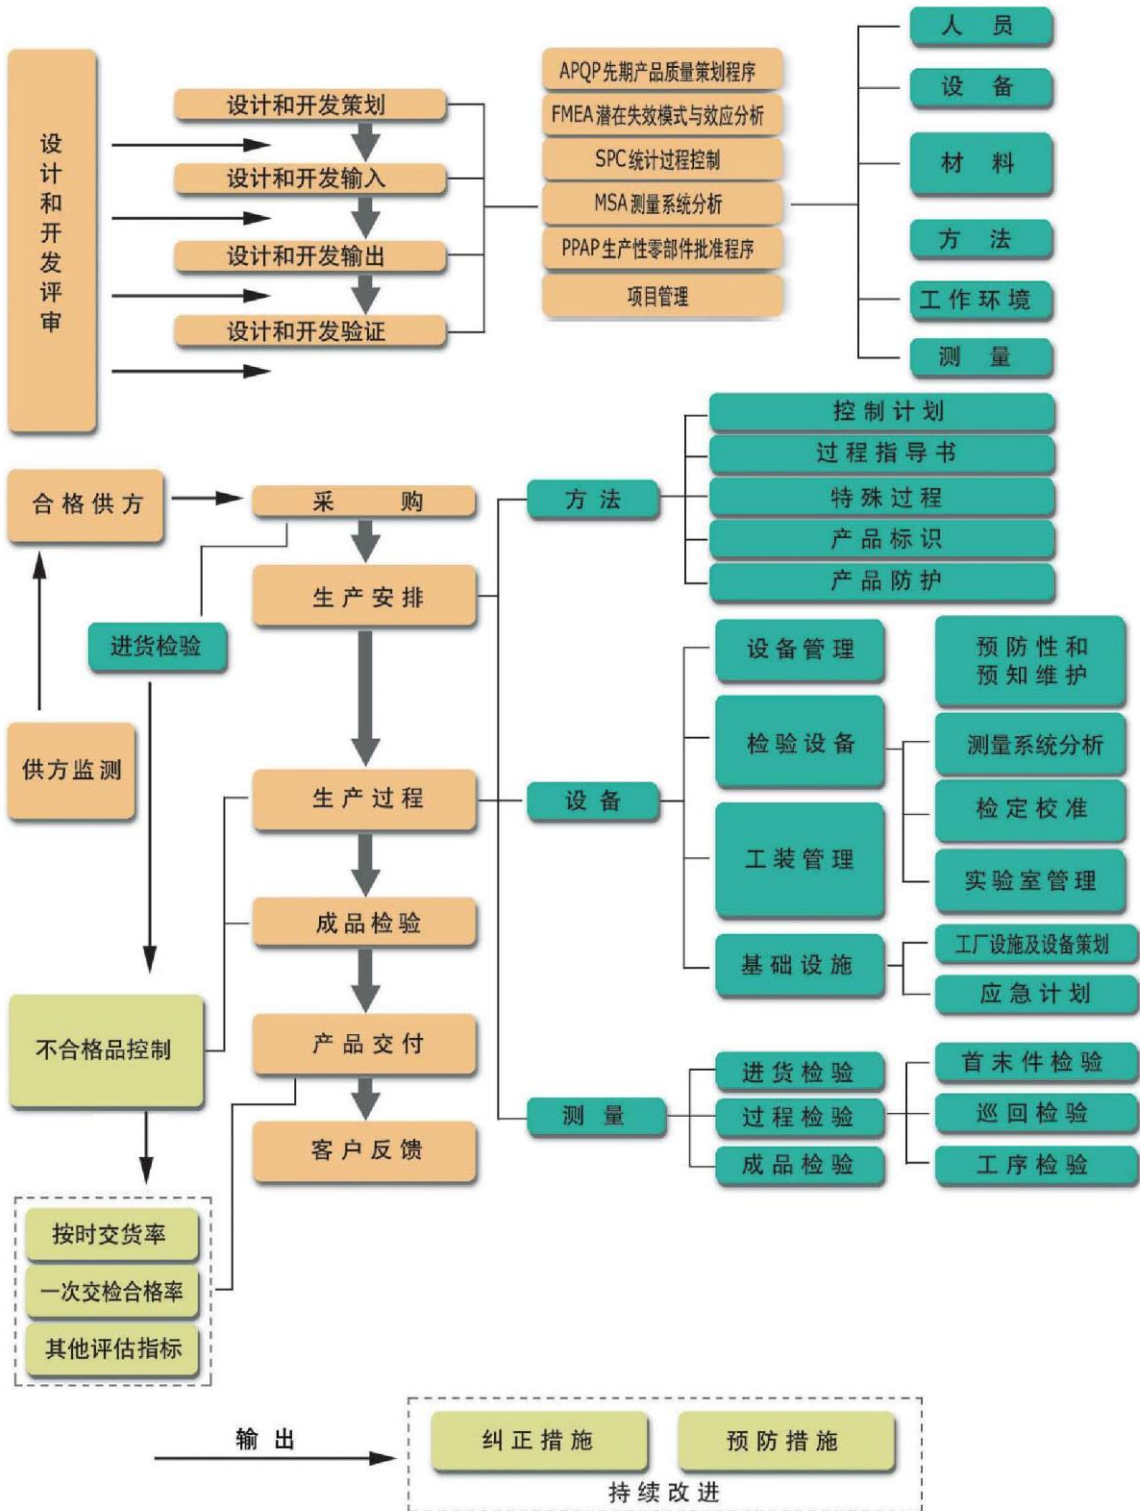 设计和开发评审
设计和开发策划
设计和开发输入
设计和开发输出
设计和开发验证
APQP先期产品质量策划程序
FMEA潜在失效模式与效应分析
SPC统计过程控制
MSA测量系统分析
PPAP生产性零部件批准程序
项目管理
人 员
设 备
材 料
方 法
工作环境
测 量
合格供方
采 购
进货检验
供方监测
生产安排
生产过程
成品检验
产品交付
客户反馈
方 法
控制计划
过程指导书
特殊过程
产品标识
产品防护
设 备
设备管理
检验设备
工装管理
基础设施
预防性和
预知维护
测量系统分析
检定校准
实验室管理
工厂设施及设备策划
应急计划
测 量
进货检验
过程检验
成品检验
首末件检验
巡回检验
工序检验
不合格品控制
按时交货率
一次交检合格率
其他评估指标
输 出
纠正措施
预防措施
持续改进